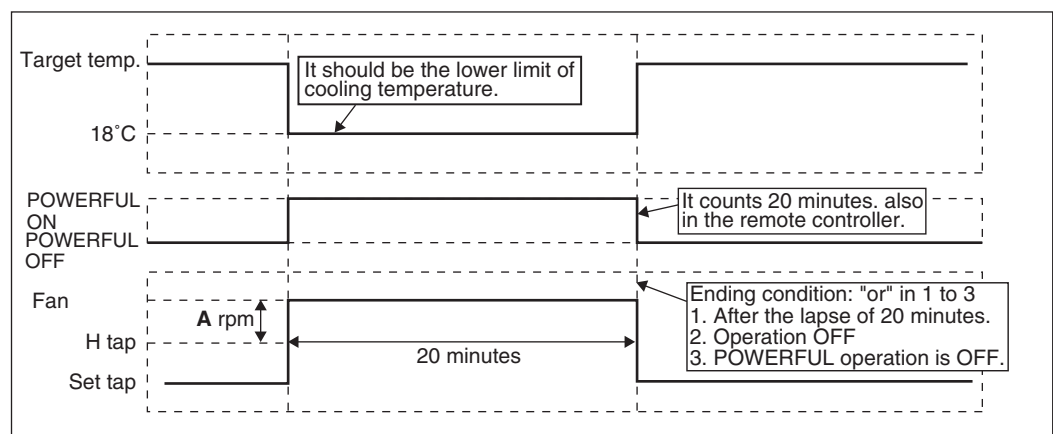 Target temp.
It should be the lower limit of
cooling temperature.
18˚C
POWERFUL
ON
POWERFUL
OFF
It counts 20 minutes. also
in the remote controller.
Fan
A rpm
H tap
Set tap
20 minutes
Ending condition: "or" in 1 to 3
1. After the lapse of 20 minutes.
2. Operation OFF
3. POWERFUL operation is OFF.